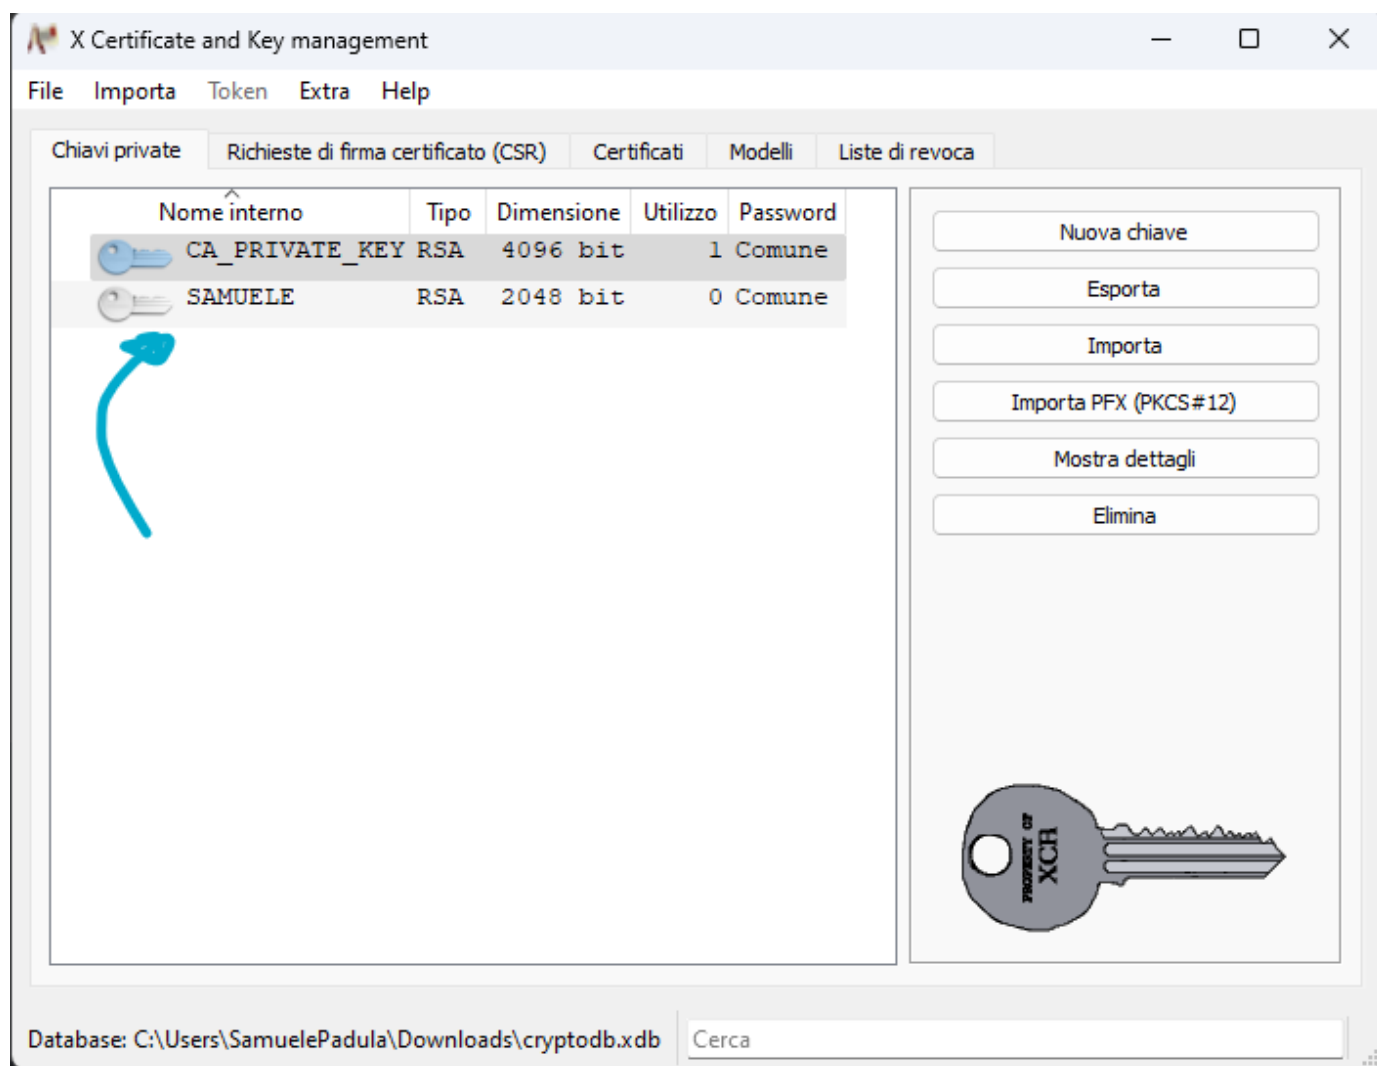 X Certificate and Key management
File Importa Token Extra Help
Chiavi private Richieste di firma certificato (CSR) Certificati Modelli Liste di revoca
Nome interno Tipo Dimensione Utilizzo Password
CA_PRIVATE_KEY RSA 4096 bit 1 Comune
SAMUELE RSA 2048 bit 0 Comune
Nuova chiave
Esporta
Importa
Importa PFX (PKCS#12)
Mostra dettagli
Elimina
PROPERTY OF
XCA
Database: C:\Users\SamuelePadula\Downloads\cryptodb.xdb
Cerca